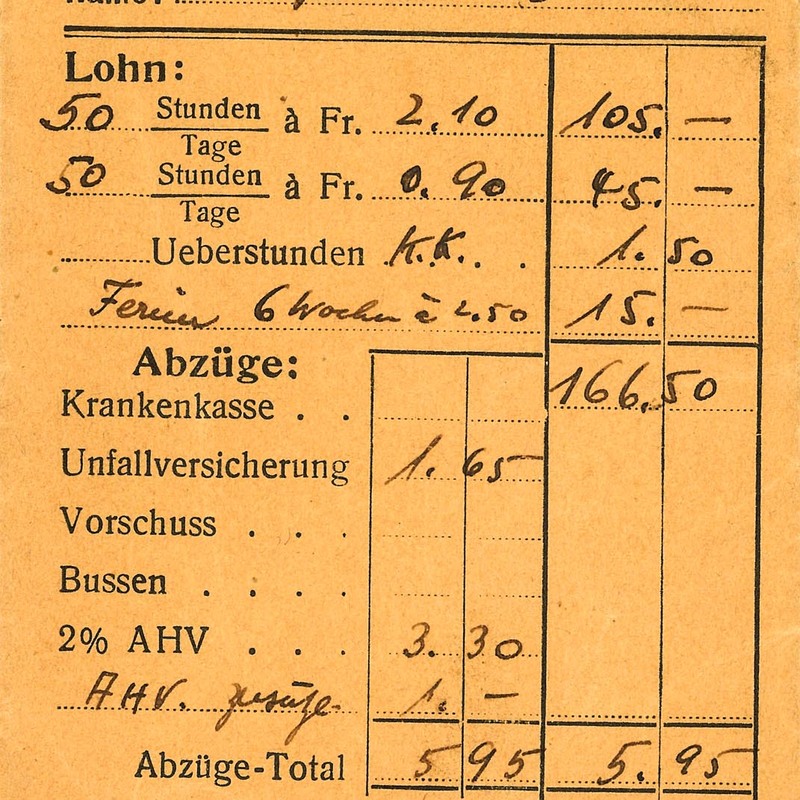 Lohn:
50 Stunden/Tage à Fr. 2.10 105. —
50 Stunden/Tage à Fr. 0.90 45. —
Ueberstunden K.K. 1. 50
Ferien 6 Wochen à 2.50 15. —
Abzüge: 166.50
Krankenkasse . .
Unfallversicherung 1. 65
Vorschuss . . .
Bussen . . . .
2% AHV . . . 3. 30
AHV. 1. —
Abzüge-Total 5 95 5. 95